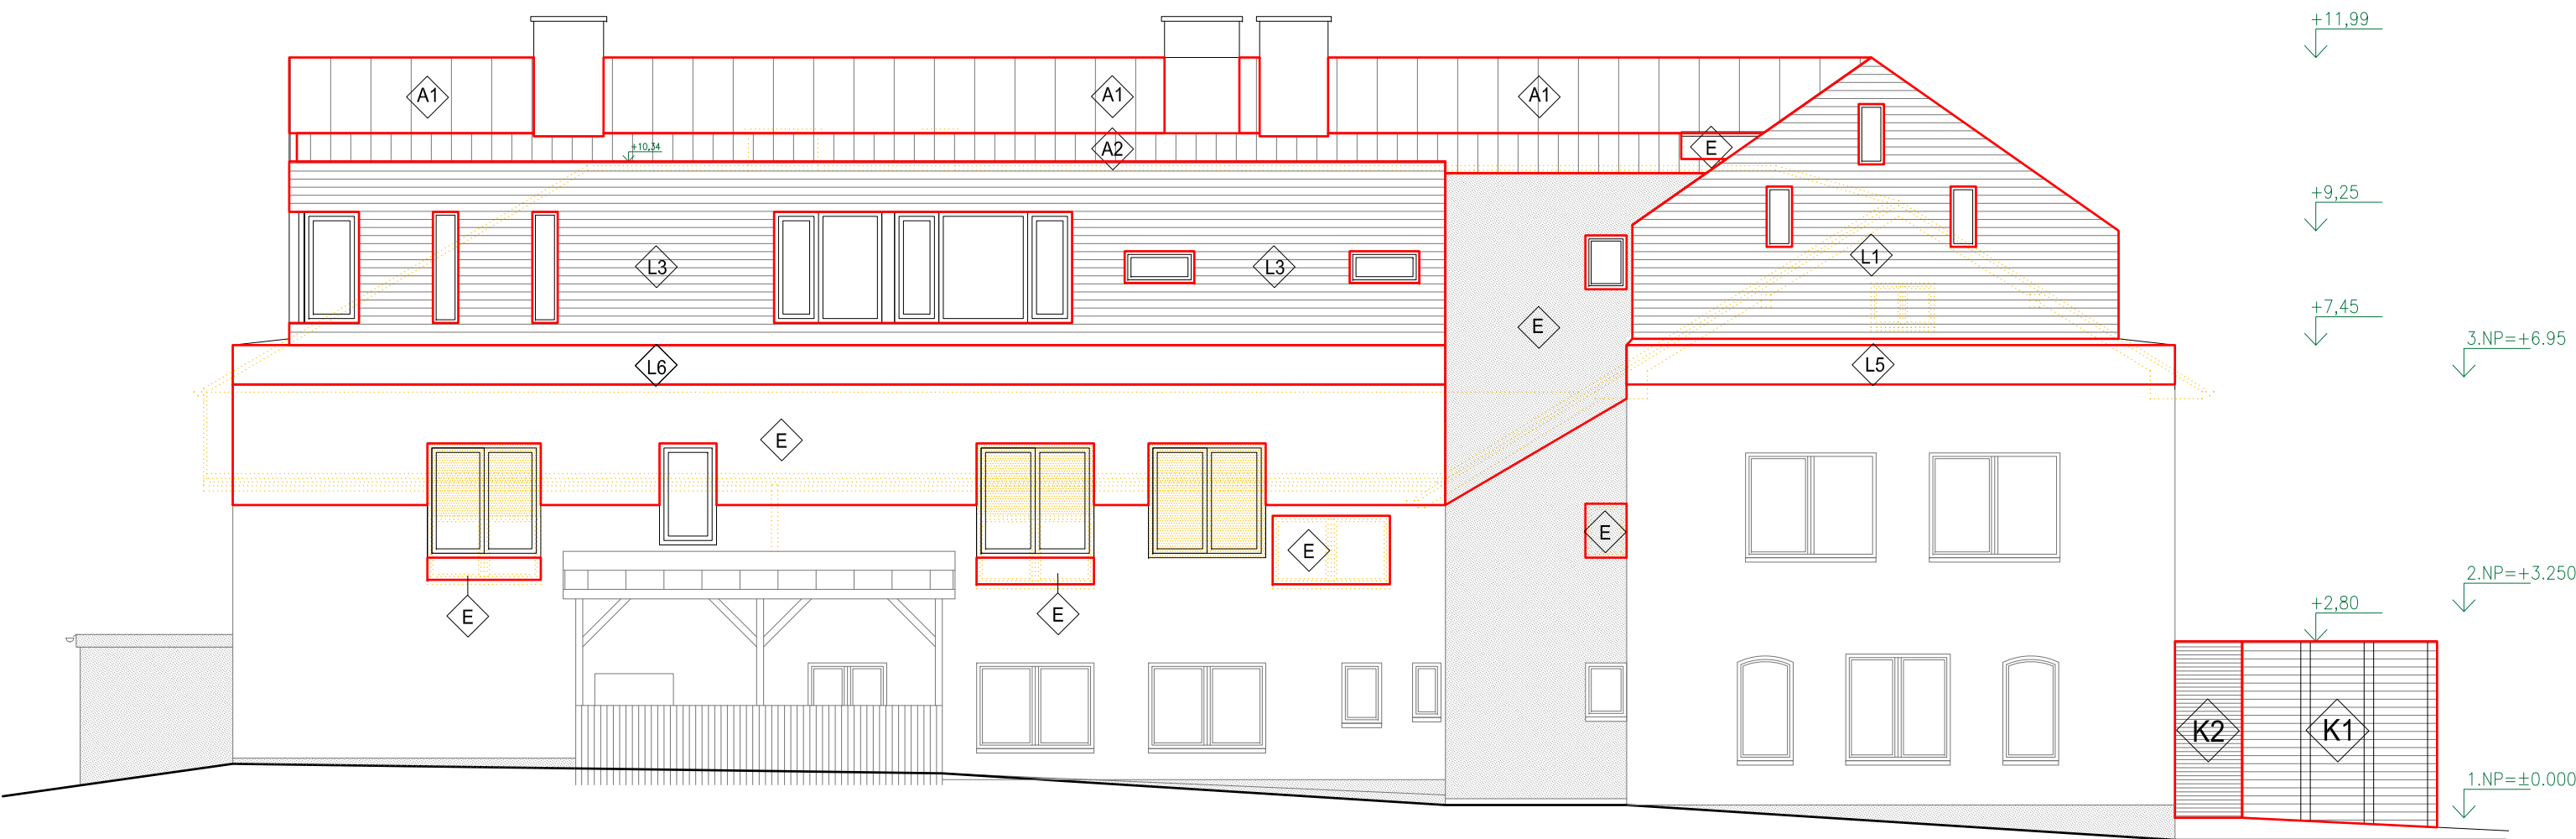 +11,99
A1
A1
A1
A2
E
+10,34
+9,25
L3
L3
L1
E
+7,45
3.NP=+6.95
L6
L5
E
E
E
E
E
2.NP=+3.250
+2,80
K2
K1
1.NP=±0.000